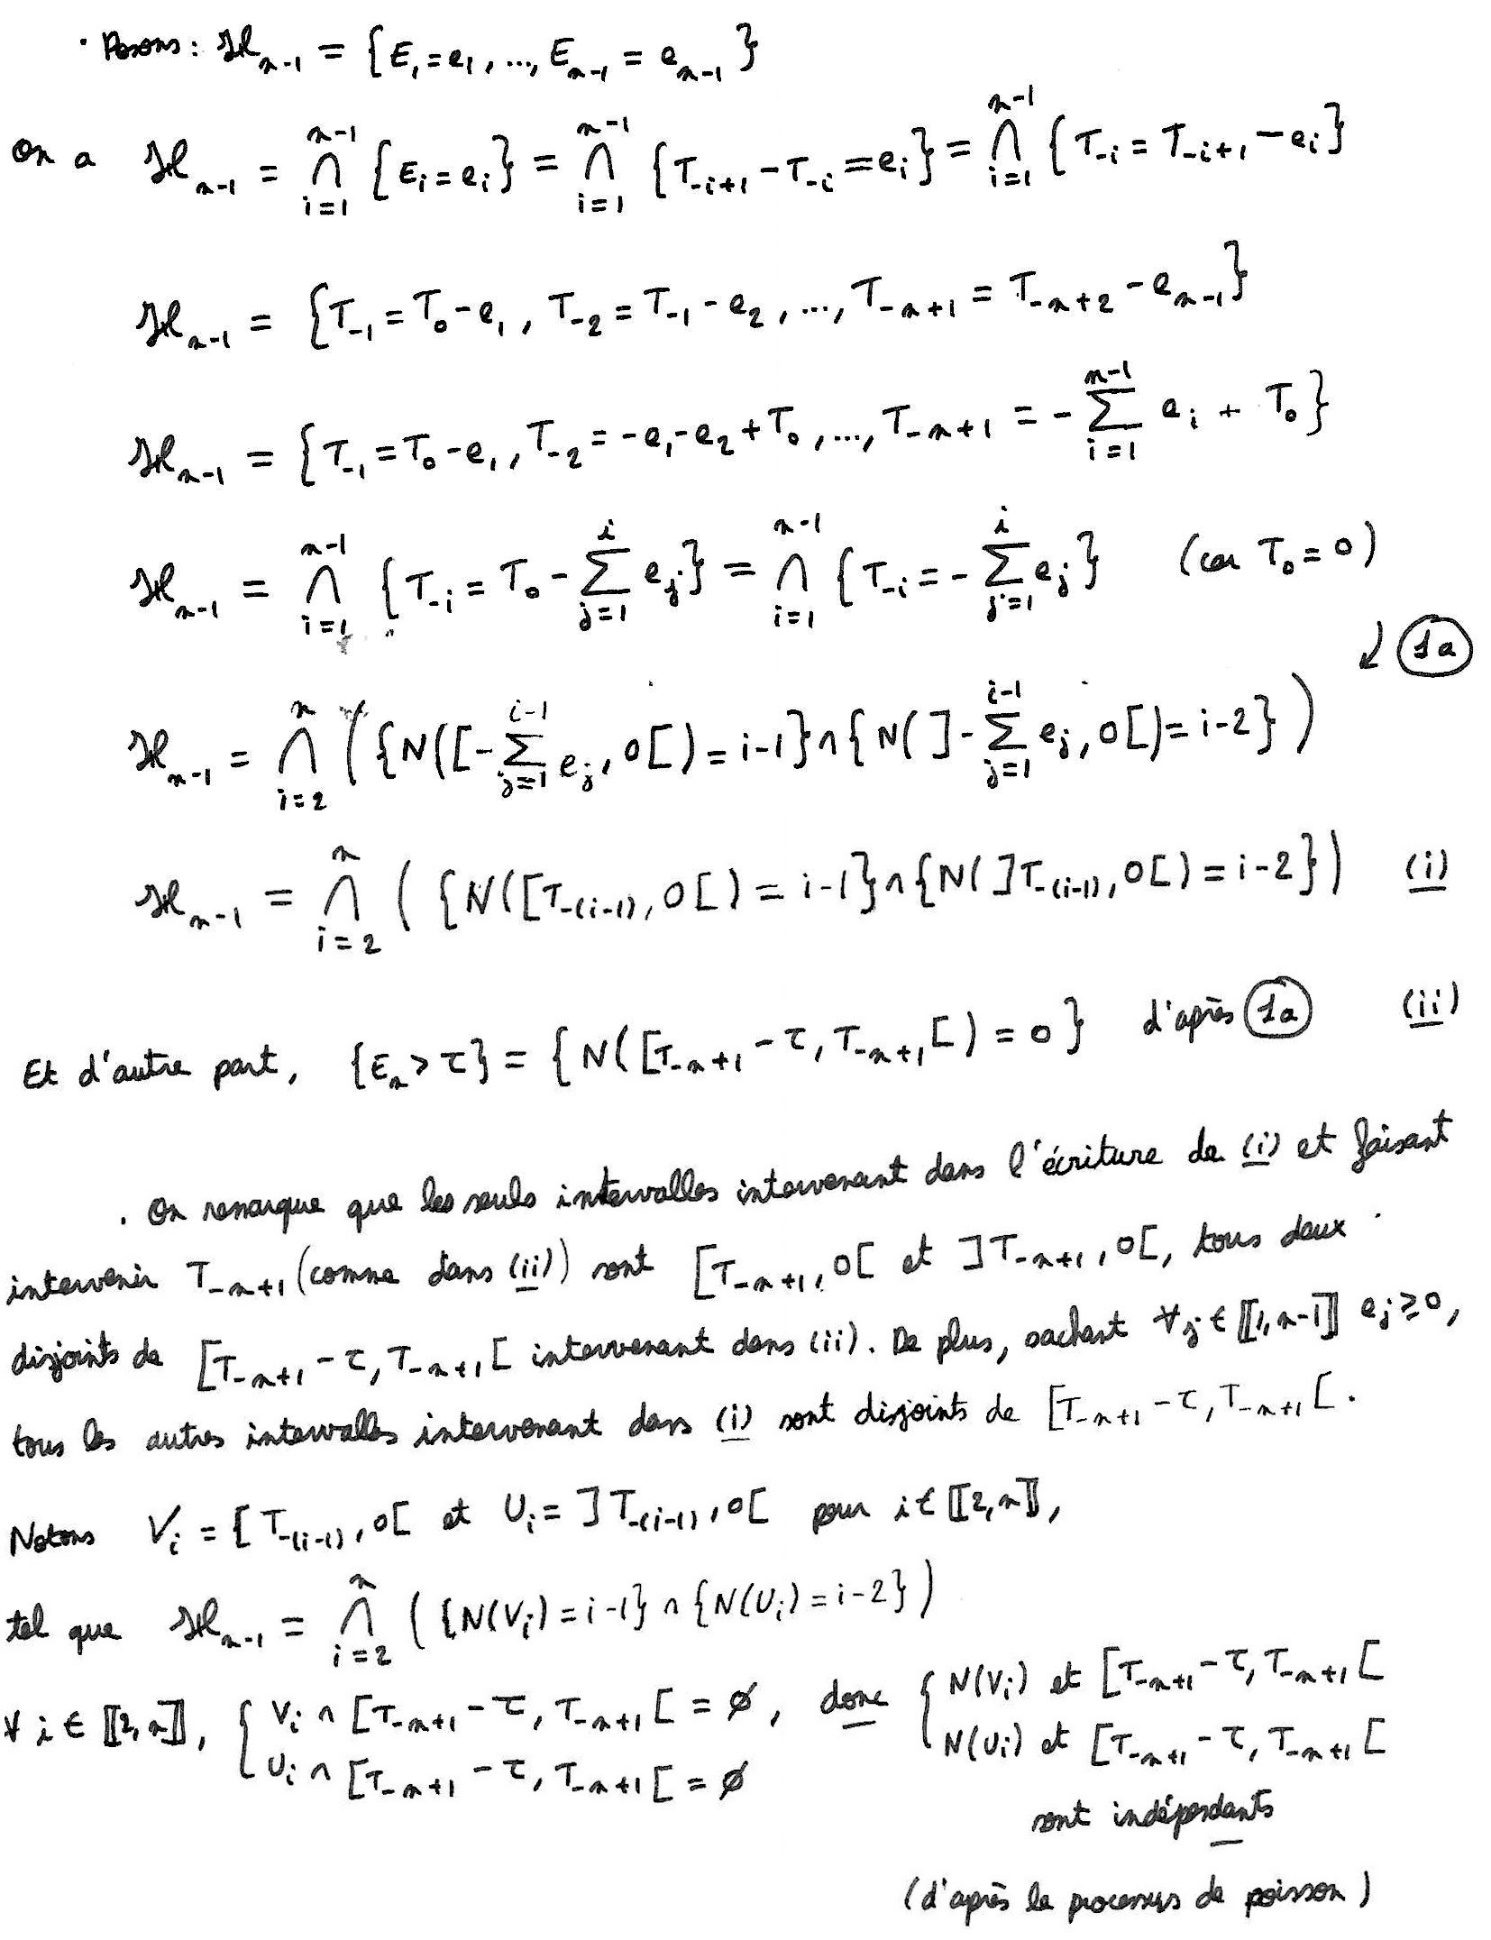 · Posons : ℋ_{n-1} = {E_1 = e_1, ..., E_{n-1} = e_{n-1}}
On a ℋ_{n-1} = ⋂_{i=1}^{n-1} {E_i = e_i} = ⋂_{i=1}^{n-1} {T_{-i+1} - T_{-i} = e_i} = ⋂_{i=1}^{n-1} {T_{-i} = T_{-i+1} - e_i}
ℋ_{n-1} = {T_{-1} = T_0 - e_1, T_{-2} = T_{-1} - e_2, ..., T_{-n+1} = T_{-n+2} - e_{n-1}}
ℋ_{n-1} = {T_{-1} = T_0 - e_1, T_{-2} = -e_1 - e_2 + T_0, ..., T_{-n+1} = -∑_{i=1}^{n-1} e_i + T_0}
ℋ_{n-1} = ⋂_{i=1}^{n-1} {T_{-i} = T_0 - ∑_{j=1}^{i} e_j} = ⋂_{i=1}^{n-1} {T_{-i} = -∑_{j=1}^{i} e_j} (car T_0 = 0)
↙ 1a
ℋ_{n-1} = ⋂_{i=2}^{n} ({N([-∑_{j=1}^{i-1} e_j, 0[) = i-1} ∩ {N(]-∑_{j=1}^{i-1} e_j, 0[) = i-2})
ℋ_{n-1} = ⋂_{i=2}^{n} ({N([T_{-(i-1)}, 0[) = i-1} ∩ {N(]T_{-(i-1)}, 0[) = i-2}) (i)
Et d'autre part, {E_n > τ} = {N([T_{-n+1} - τ, T_{-n+1}[) = 0} d'après 1a (ii)
. On remarque que les seuls intervalles intervenant dans l'écriture de (i) et faisant
intervenir T_{-n+1} (comme dans (ii)) sont [T_{-n+1}, 0[ et ]T_{-n+1}, 0[, tous deux
disjoints de [T_{-n+1} - τ, T_{-n+1}[ intervenant dans (ii). De plus, sachant ∀j ∈ ⟦1, n-1⟧ e_j ≥ 0,
tous les autres intervalles intervenant dans (i) sont disjoints de [T_{-n+1} - τ, T_{-n+1}[.
Notons V_i = [T_{-(i-1)}, 0[ et U_i = ]T_{-(i-1)}, 0[ pour i ∈ ⟦2, n⟧,
tel que ℋ_{n-1} = ⋂_{i=2}^{n} ({N(V_i) = i-1} ∩ {N(U_i) = i-2})
∀ i ∈ ⟦2, n⟧, { V_i ∩ [T_{-n+1} - τ, T_{-n+1}[ = ∅, donc { N(V_i) et [T_{-n+1} - τ, T_{-n+1}[
U_i ∩ [T_{-n+1} - τ, T_{-n+1}[ = ∅ N(U_i) et [T_{-n+1} - τ, T_{-n+1}[
sont indépendants
(d'après le processus de poisson)